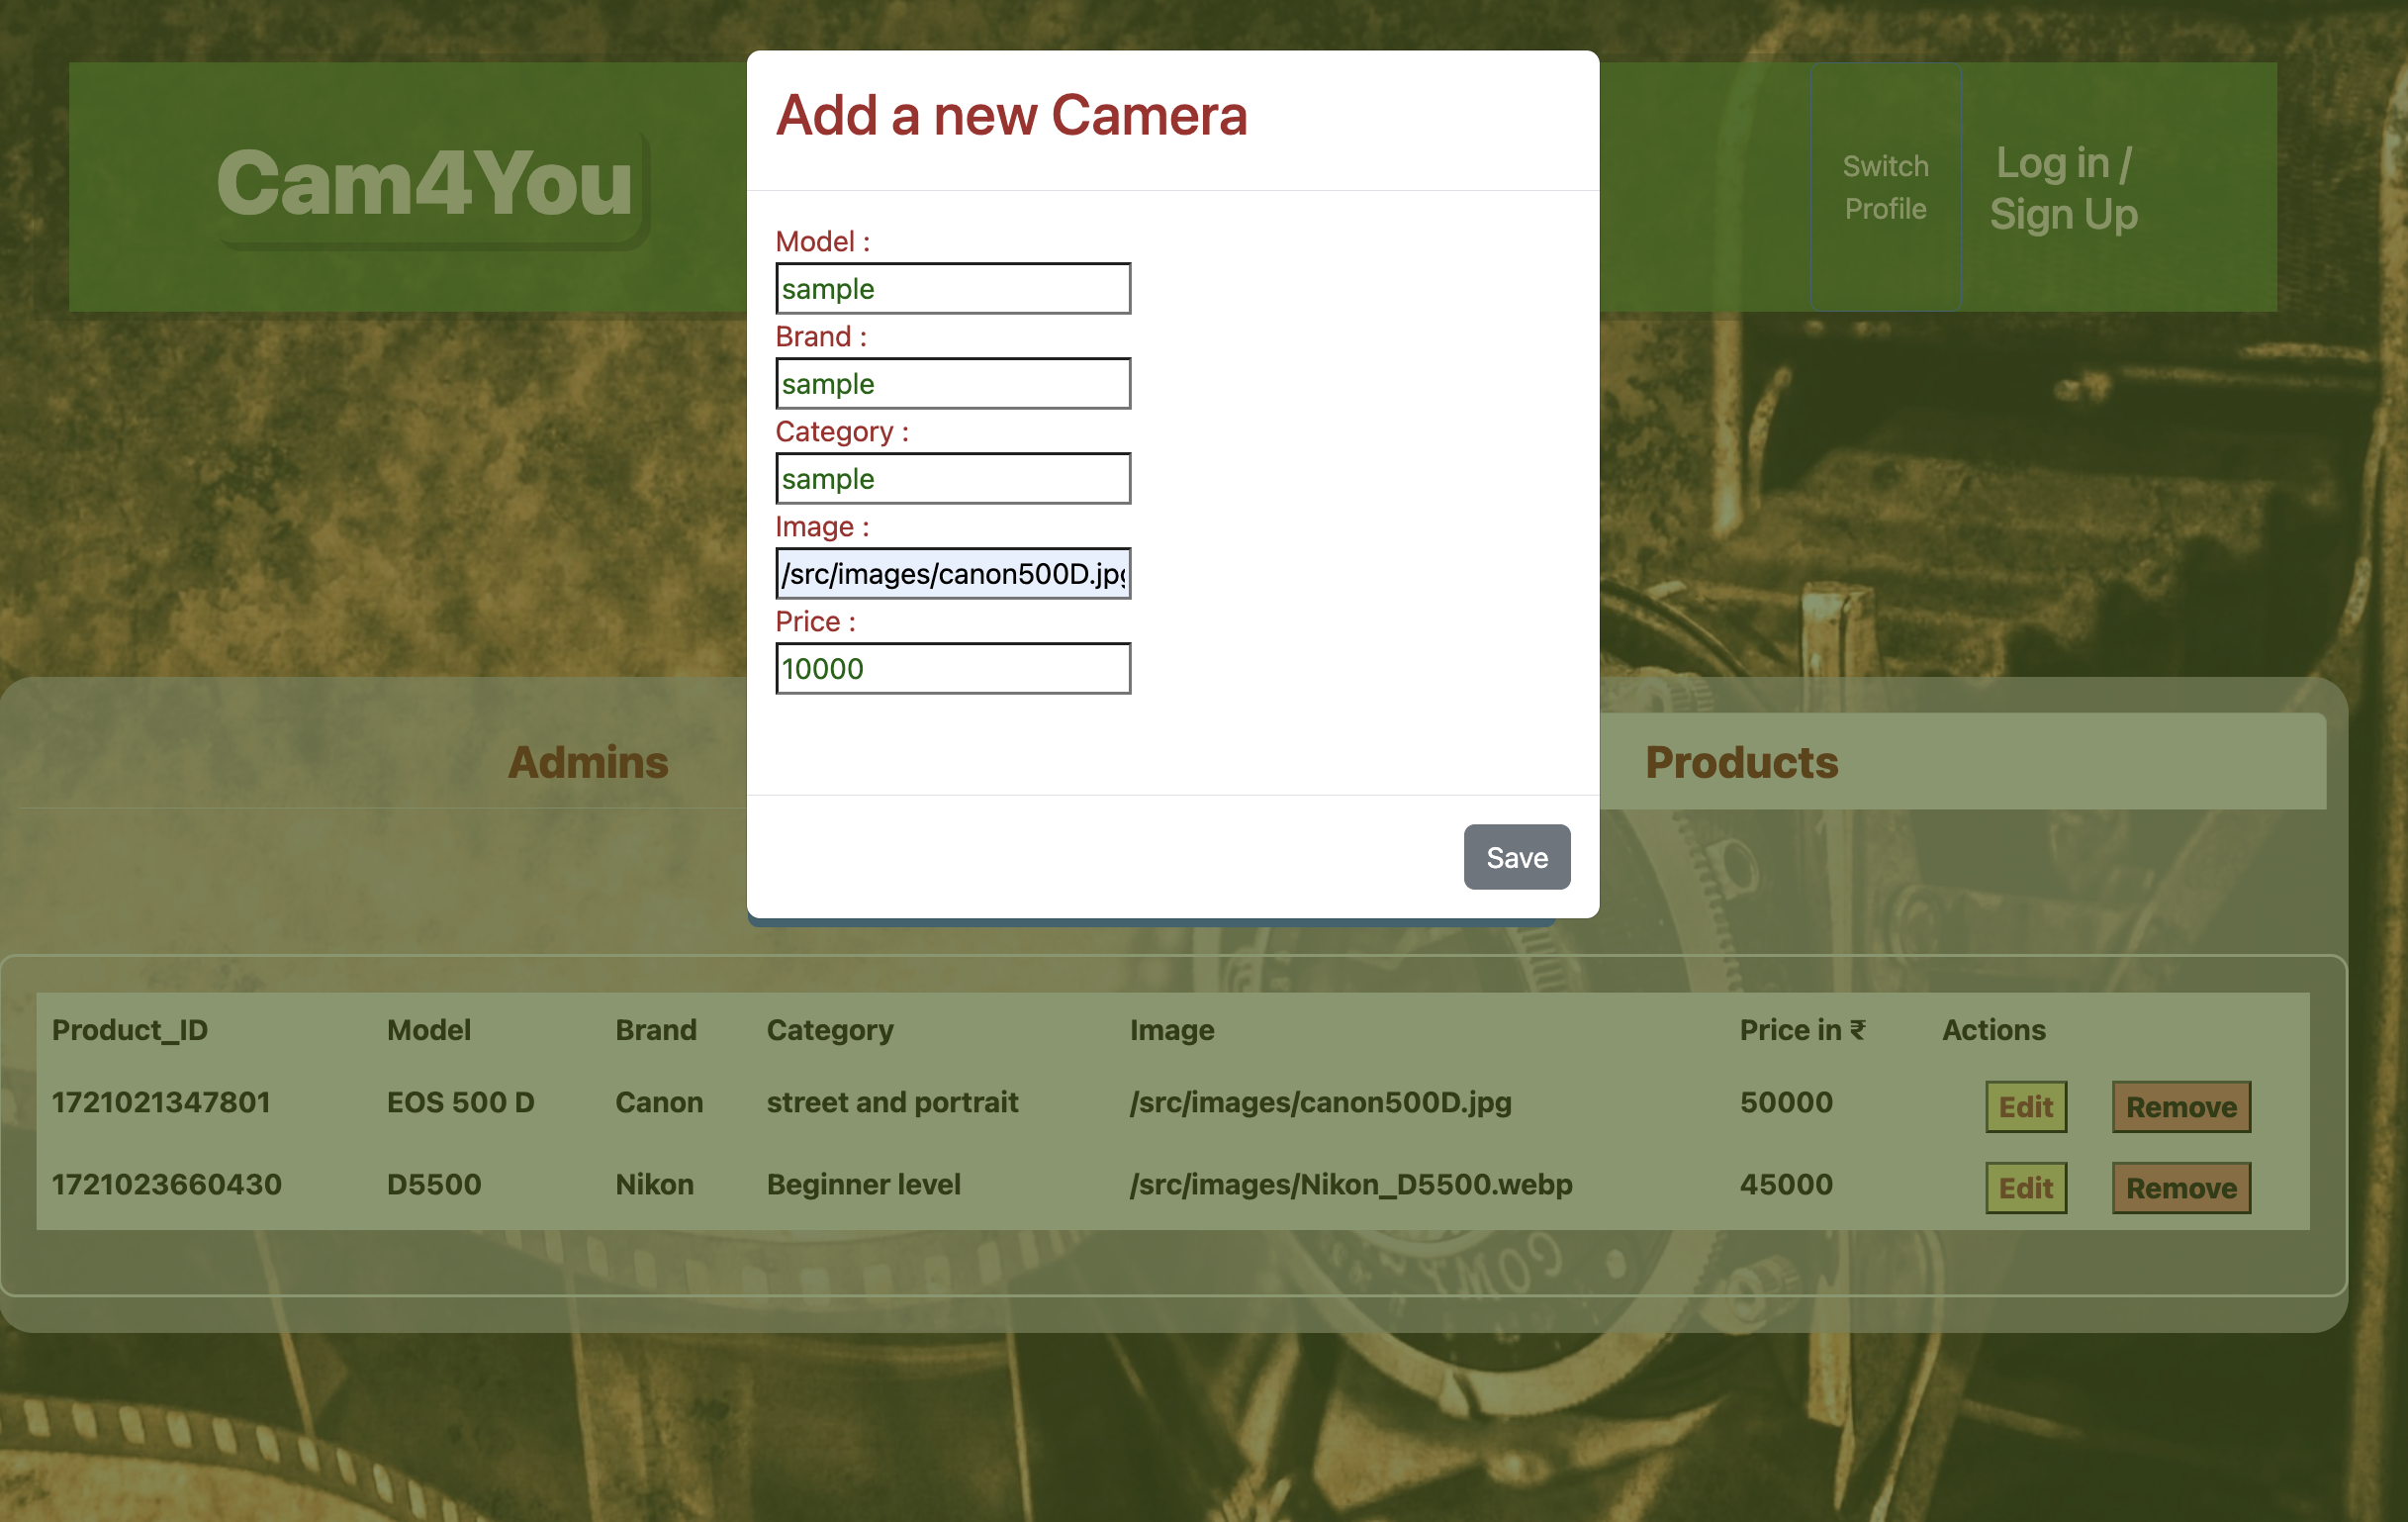 Cam4You
Switch
Profile
Log in /
Sign Up
Add a new Camera
Model :
sample
Brand :
sample
Category :
sample
Image :
/src/images/canon500D.jpg
Price :
10000
Save
Admins
Products
Product_ID Model Brand Category Image Price in ₹ Actions
1721021347801 EOS 500 D Canon street and portrait /src/images/canon500D.jpg 50000 Edit Remove
1721023660430 D5500 Nikon Beginner level /src/images/Nikon_D5500.webp 45000 Edit Remove